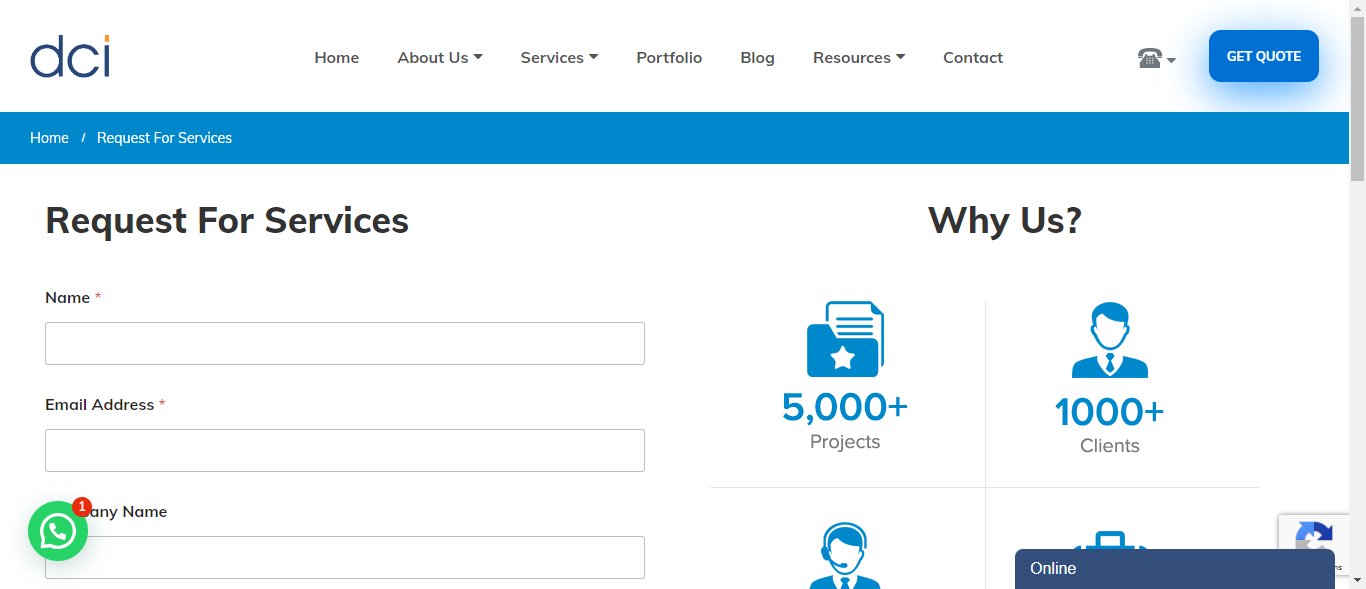 dci
Home About Us Services Portfolio Blog Resources Contact
GET QUOTE
Home / Request For Services
Request For Services
Why Us?
Name *
Email Address *
any Name
5,000+
Projects
1000+
Clients
1
Online